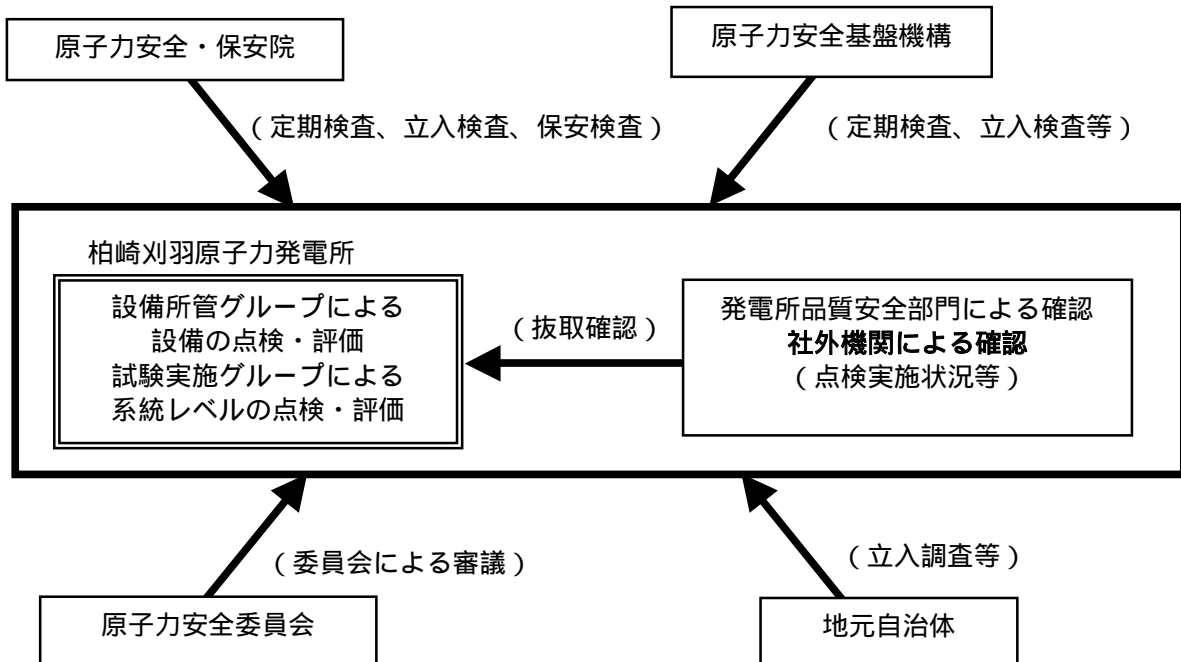 原子力安全・保安院
原子力安全基盤機構
（定期検査、立入検査、保安検査）
（定期検査、立入検査等）
柏崎刈羽原子力発電所
設備所管グループによる
設備の点検・評価
試験実施グループによる
系統レベルの点検・評価
（抜取確認）
発電所品質安全部門による確認
社外機関による確認
（点検実施状況等）
（委員会による審議）
（立入調査等）
原子力安全委員会
地元自治体